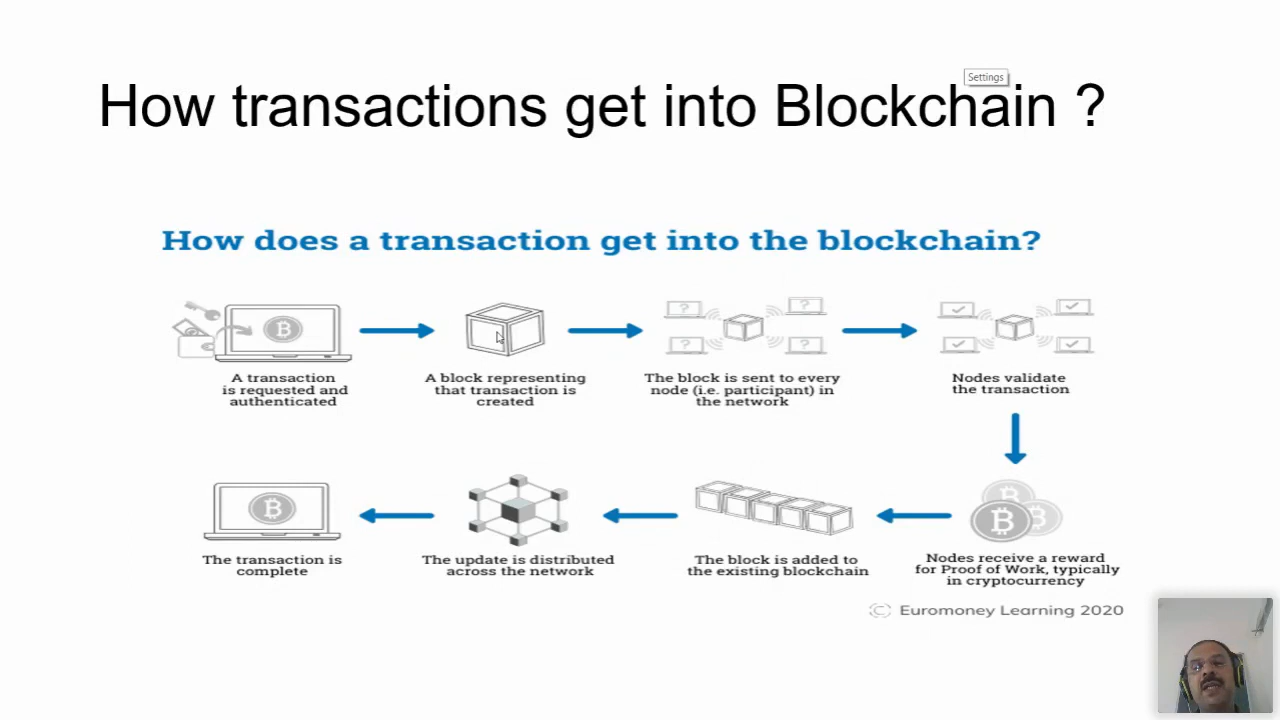 Settings
How transactions get into Blockchain ?
How does a transaction get into the blockchain?
A transaction
is requested and
authenticated
A block representing
that transaction is
created
The block is sent to every
node (i.e. participant) in
the network
Nodes validate
the transaction
Nodes receive a reward
for Proof of Work, typically
in cryptocurrency
The block is added to
the existing blockchain
The update is distributed
across the network
The transaction is
complete
© Euromoney Learning 2020